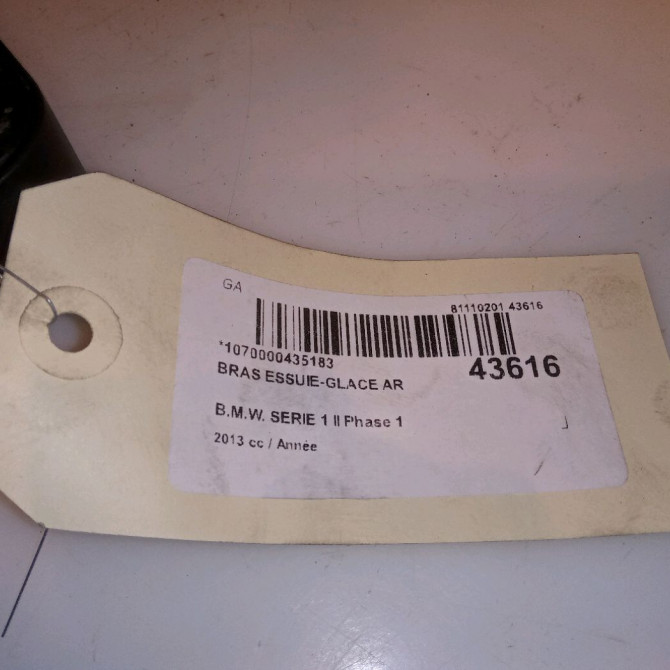 GA
81110201 43616
*1070000435183
43616
BRAS ESSUIE-GLACE AR
B.M.W. SERIE 1 II Phase 1
2013 cc / Année